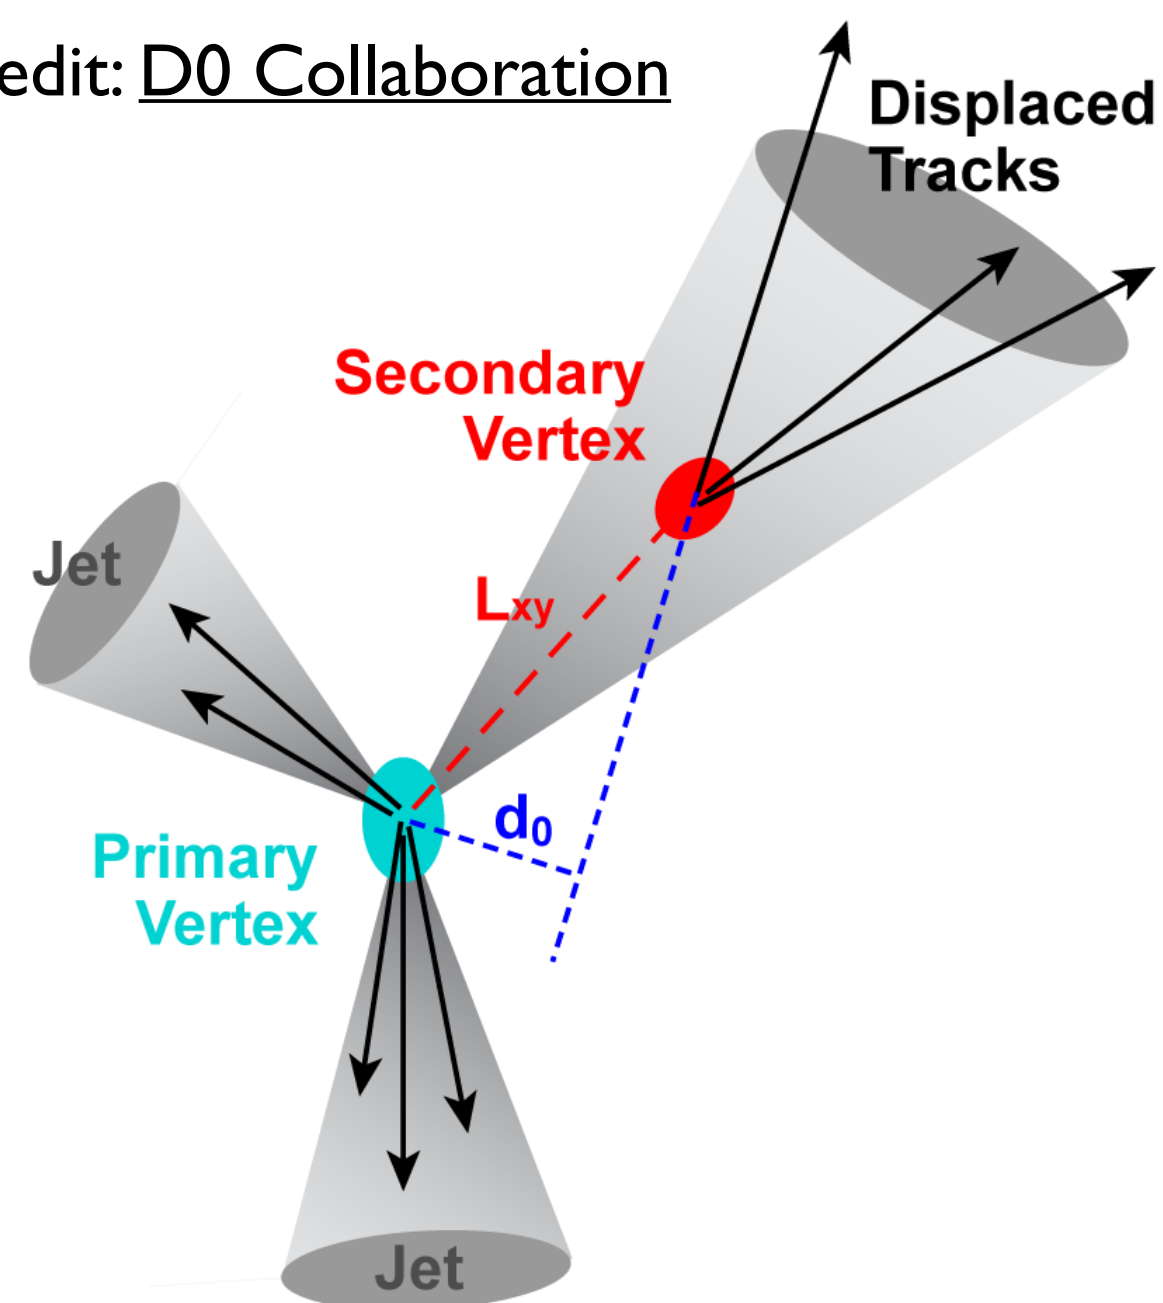 edit: D0 Collaboration
Displaced
Tracks
Secondary
Vertex
Jet
Lxy
d0
Primary
Vertex
Jet